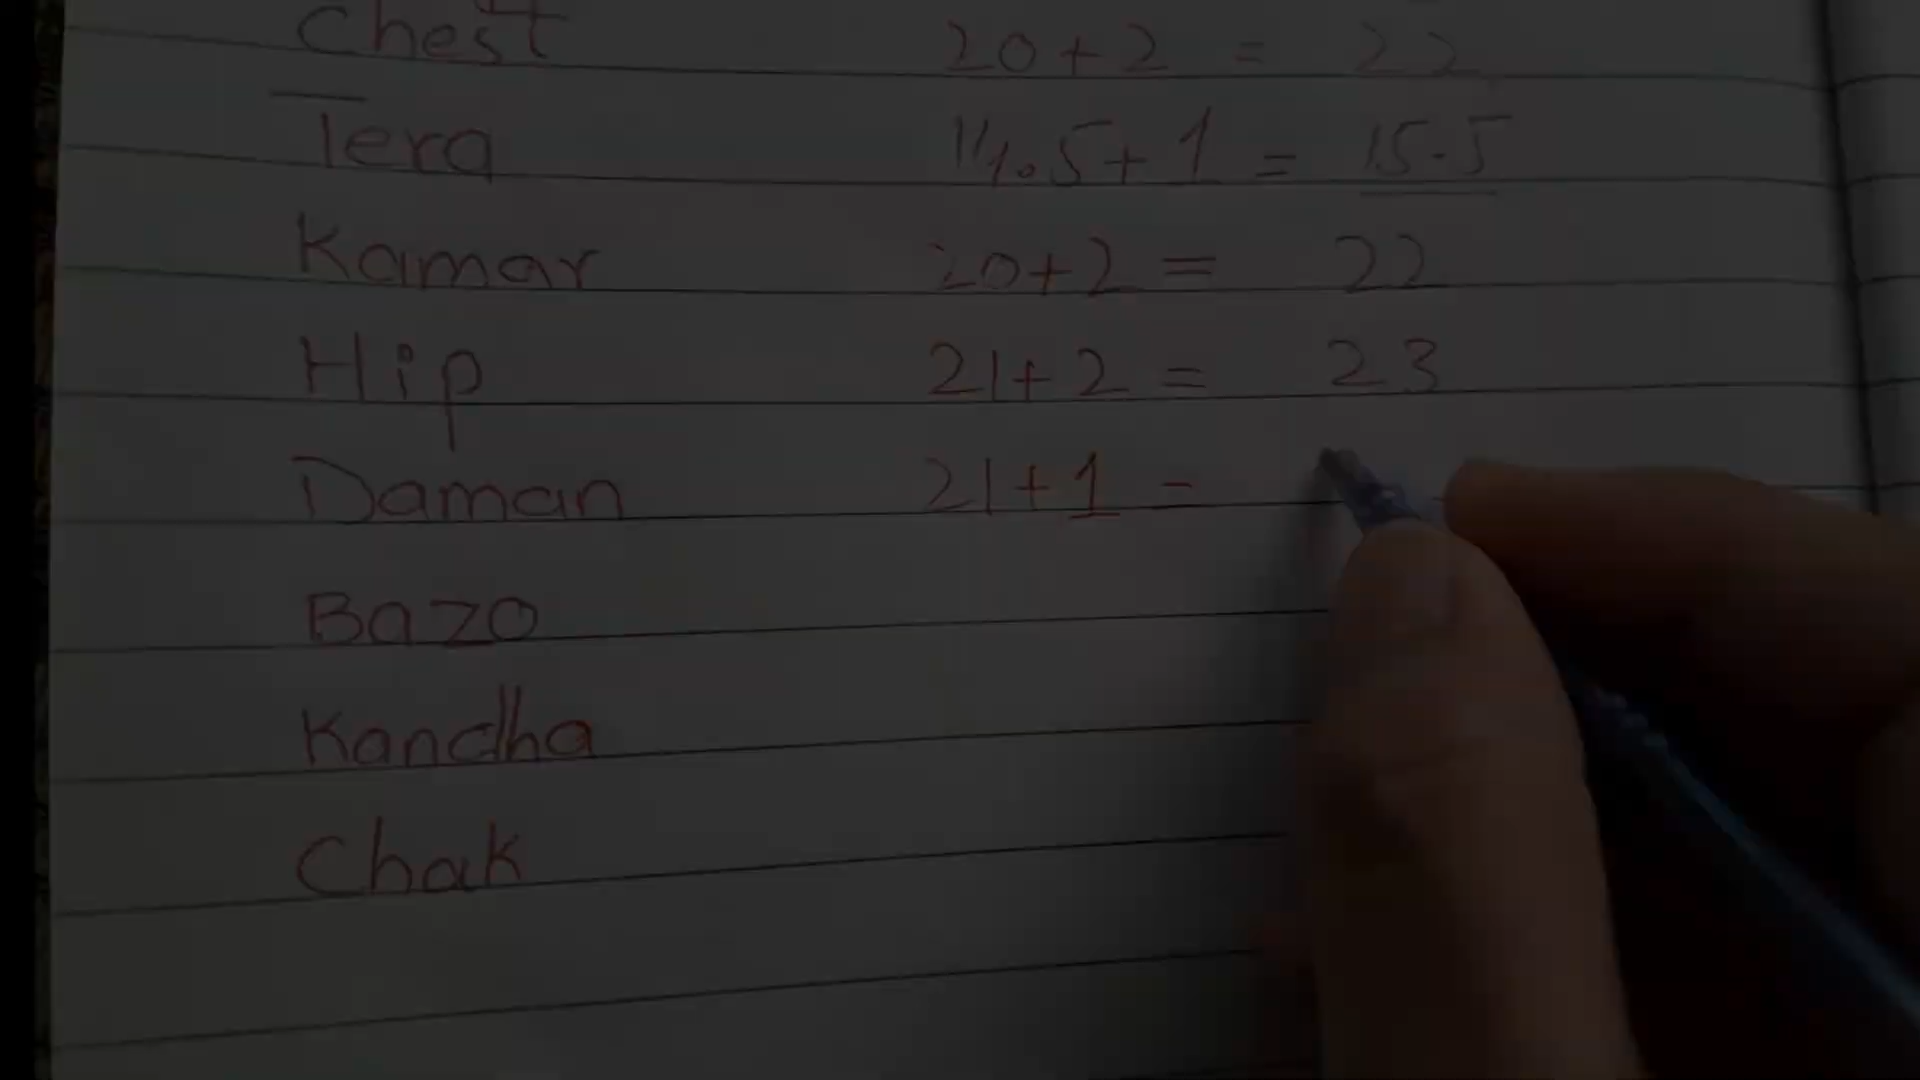 Chest 20+2 = 22
Tera 14.5+1 = 15.5
Kamar 20+2 = 22
Hip 21+2 = 23
Daman 21+1 =
Bazo
Kandha
Chak